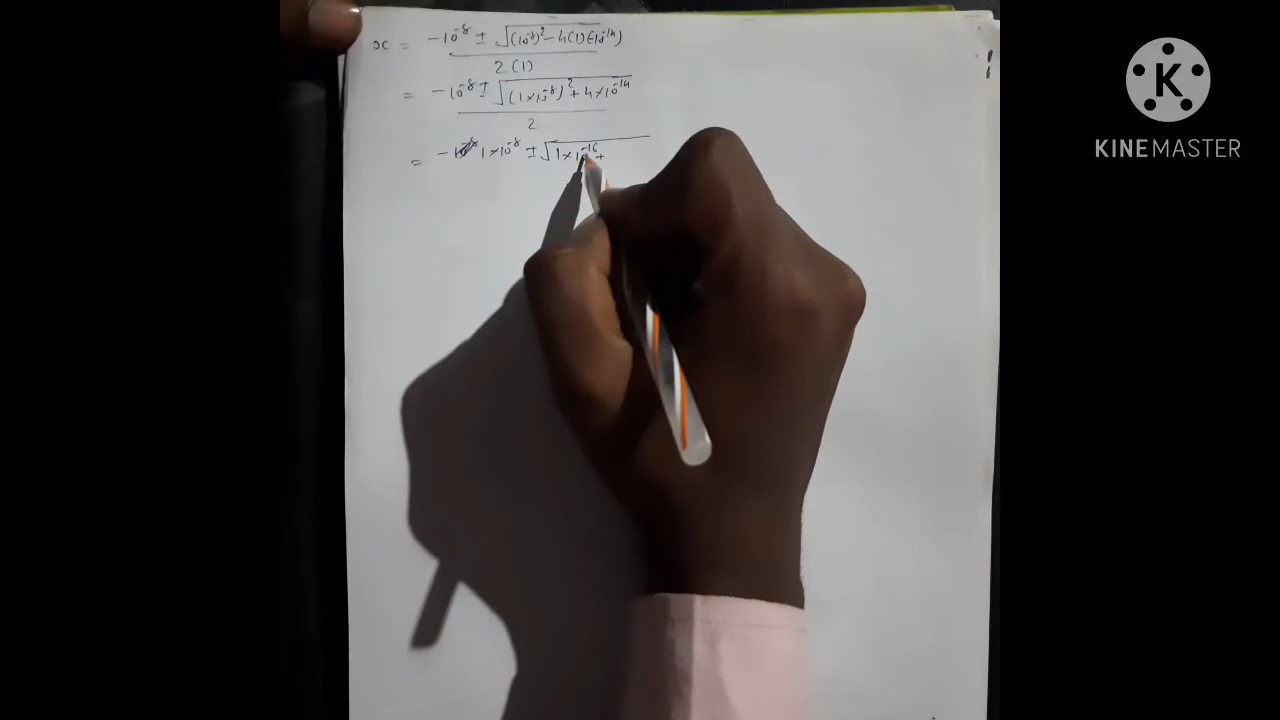 x = -10⁻⁸ ± √(10⁻⁸)² - 4(1)(-10⁻¹⁴)
2(1)
= -10⁻⁸ ± √(1×10⁻⁸)² + 4×10⁻¹⁴
2
= - 1×10⁻⁸ ± √1×10⁻¹⁶ +
K
KINEMASTER